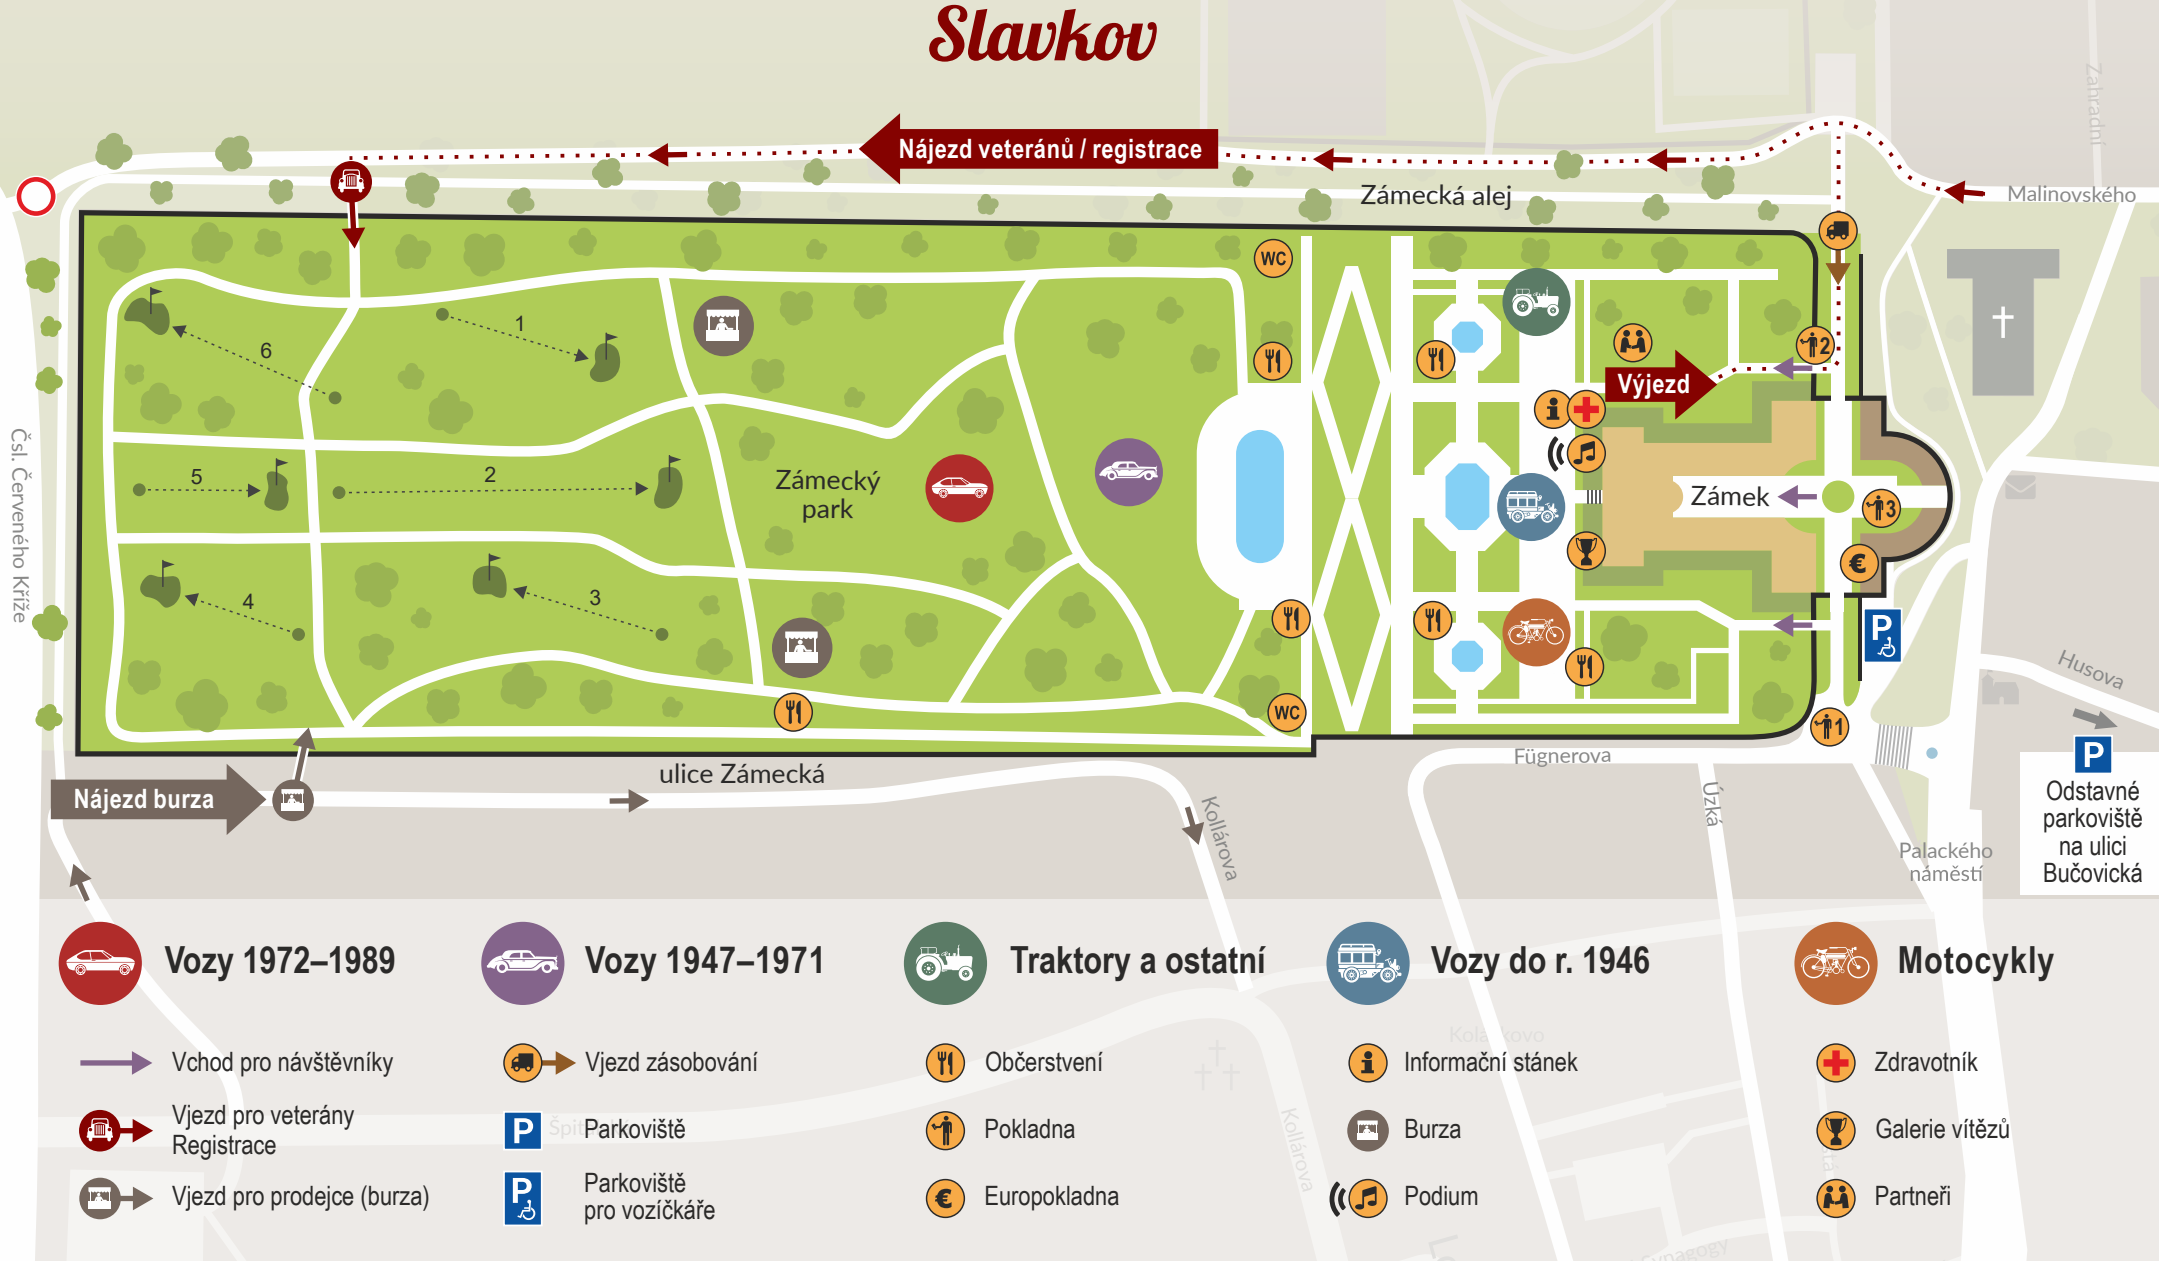 Slavkov
Zahradní
Nájezd veteránů / registrace
Zámecká alej
Malinovského
WC
1
6
2
Výjezd
Čsl. Červeného Kříže
5
2
Zámecký
park
Zámek
3
€
4
3
P
Husova
WC
1
P
Odstavné
parkoviště
na ulici
Bučovická
Fügnerova
ulice Zámecká
Nájezd burza
Kollárova
Úzká
Palackého
náměstí
Vozy 1972–1989
Vozy 1947–1971
Traktory a ostatní
Vozy do r. 1946
Motocykly
Vchod pro návštěvníky
Vjezd zásobování
Občerstvení
Informační stánek
Zdravotník
Vjezd pro veterány
Registrace
P Parkoviště
Pokladna
Burza
Galerie vítězů
Vjezd pro prodejce (burza)
P Parkoviště
pro vozíčkáře
€ Europokladna
Podium
Partneři
Kollárova